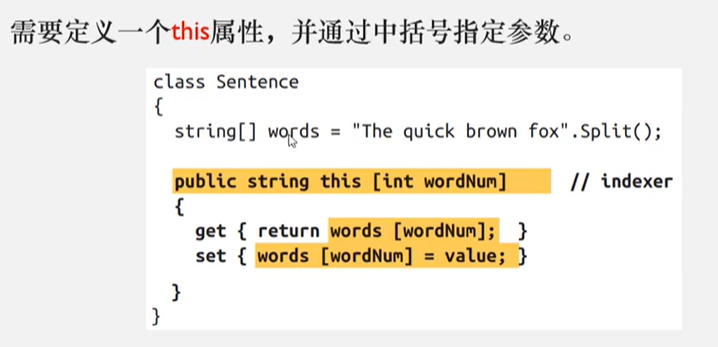 需要定义一个this属性，并通过中括号指定参数。
class Sentence
{
string[] words = "The quick brown fox".Split();
public string this [int wordNum] // indexer
{
get { return words [wordNum]; }
set { words [wordNum] = value; }
}
}